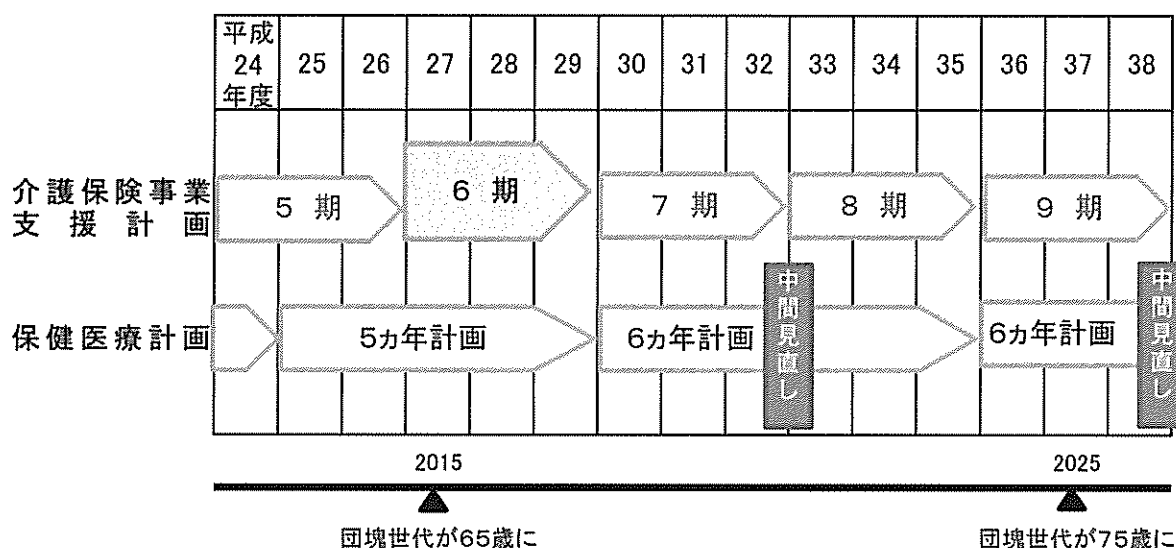 平成
24
年度
25 26 27 28 29 30 31 32 33 34 35 36 37 38
介護保険事業
支援計画
5 期
6 期
7 期
8 期
9 期
保健医療計画
5ヵ年計画
6ヵ年計画
中間見直し
6ヵ年計画
中間見直し
2015
2025
団塊世代が65歳に
団塊世代が75歳に